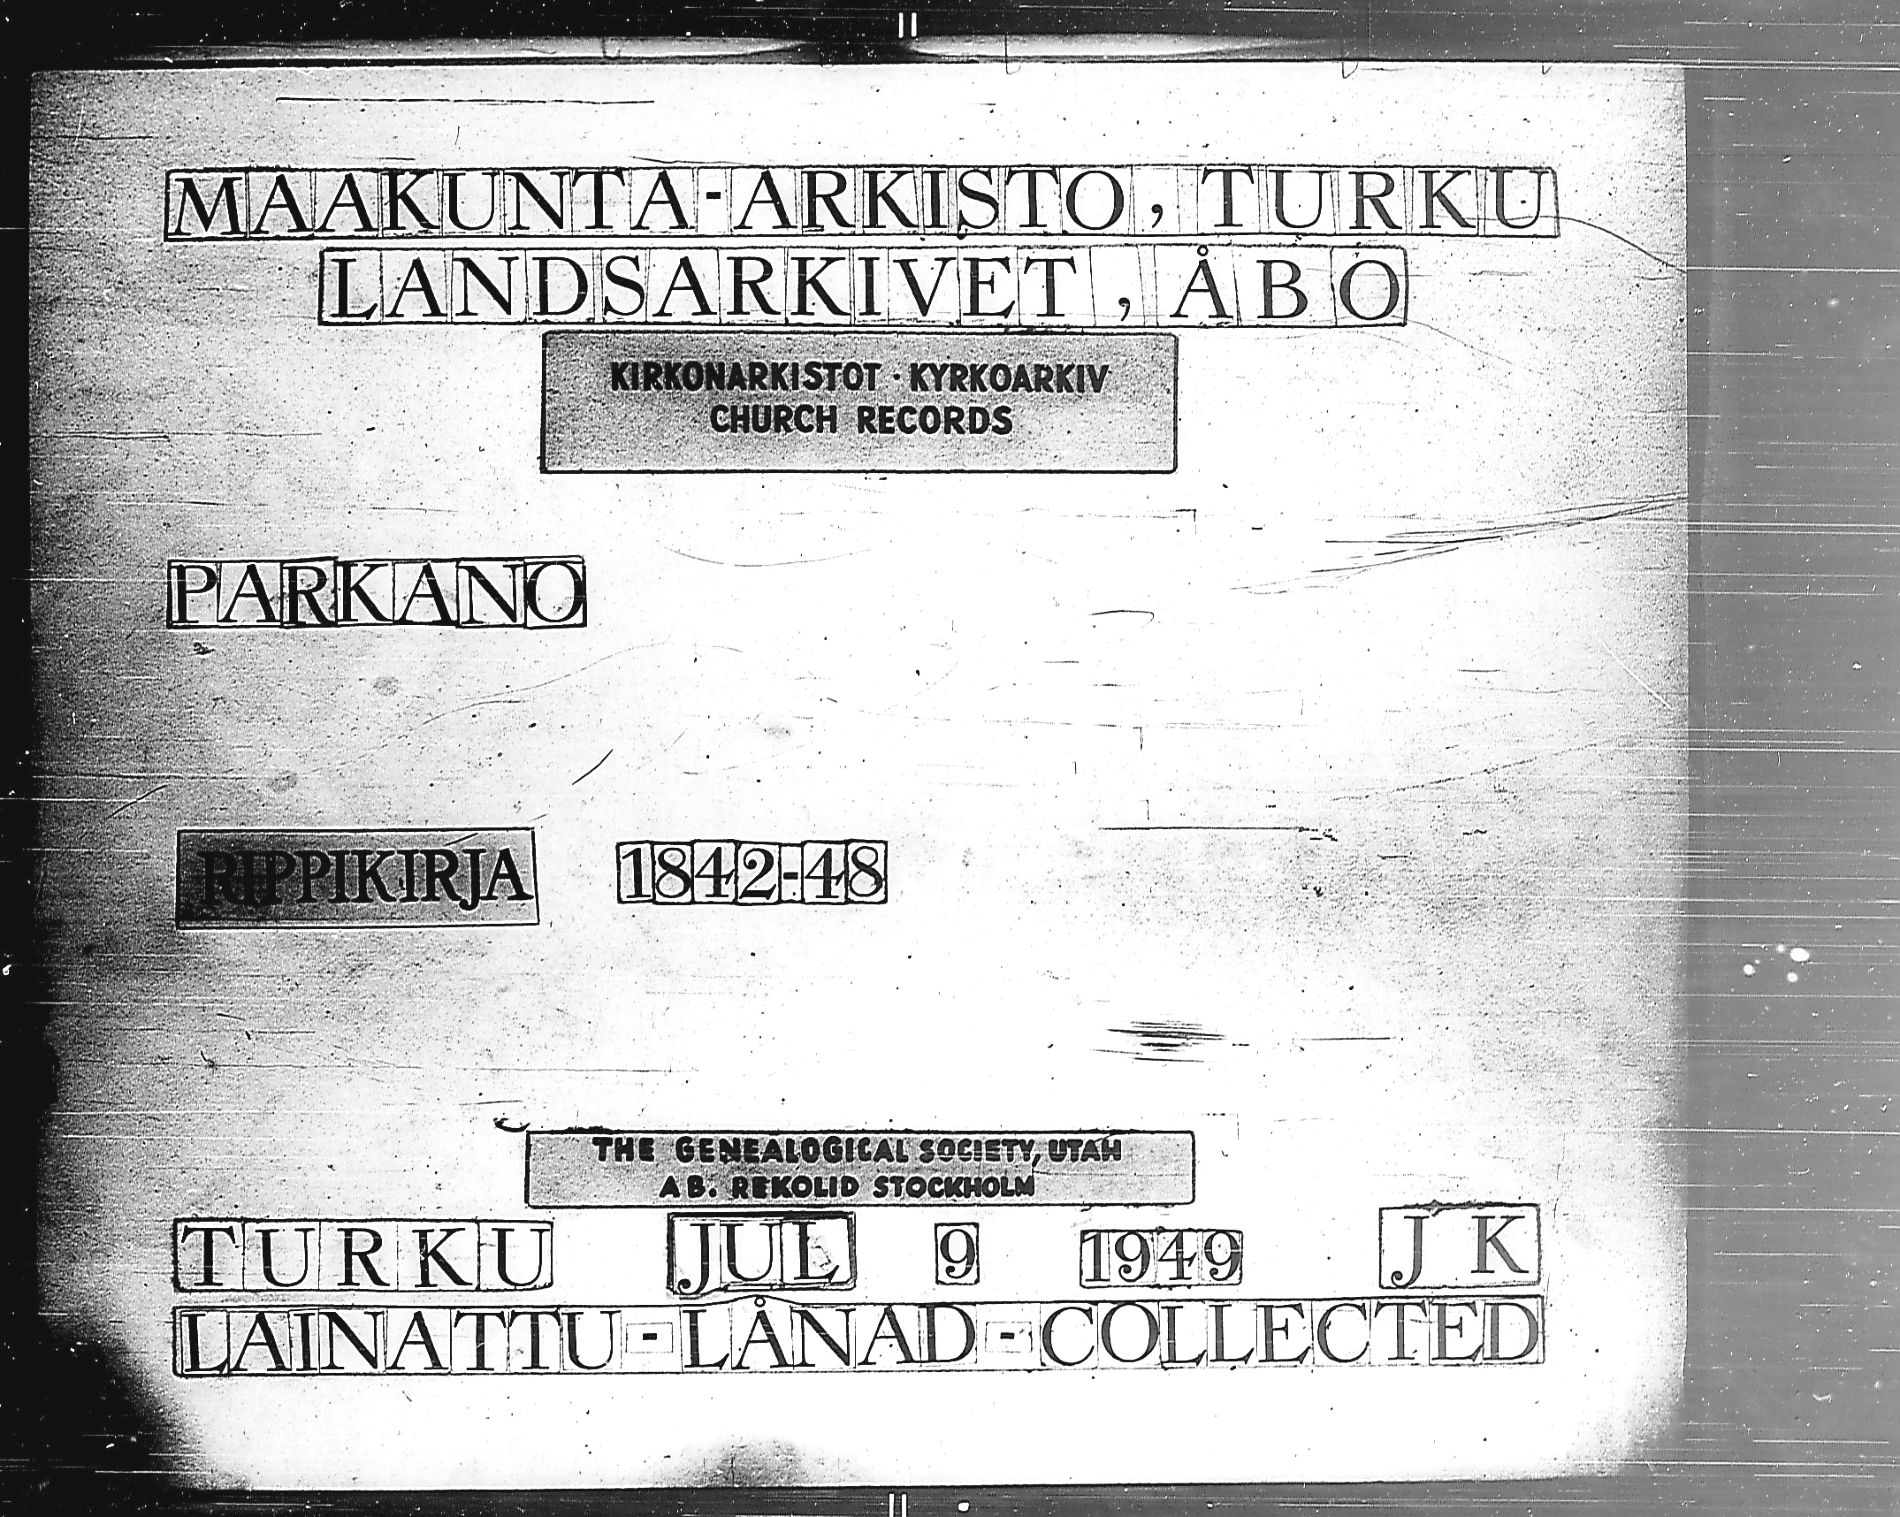 MAAKUNTA-ARKISTO, TURKU
LANDSARKIVET, ÅBO
KIRKONARKISTOT · KYRKOARKIV
CHURCH RECORDS
PARKANO
RIPPIKIRJA 1842-48
THE GENEALOGICAL SOCIETY, UTAH
AB. REKOLID STOCKHOLM
TURKU JUL 9 1949 JK
LAINATTU-LÅNAD-COLLECTED